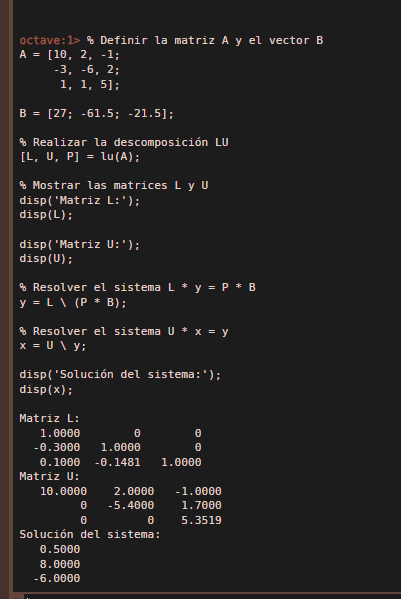 octave:1> % Definir la matriz A y el vector B
A = [10, 2, -1;
     -3, -6, 2;
      1, 1, 5];
B = [27; -61.5; -21.5];
% Realizar la descomposición LU
[L, U, P] = lu(A);
% Mostrar las matrices L y U
disp('Matriz L:');
disp(L);
disp('Matriz U:');
disp(U);
% Resolver el sistema L * y = P * B
y = L \ (P * B);
% Resolver el sistema U * x = y
x = U \ y;
disp('Solución del sistema:');
disp(x);
Matriz L:
   1.0000        0        0
  -0.3000   1.0000        0
   0.1000  -0.1481   1.0000
Matriz U:
   10.0000    2.0000   -1.0000
         0   -5.4000    1.7000
         0         0    5.3519
Solución del sistema:
   0.5000
   8.0000
  -6.0000